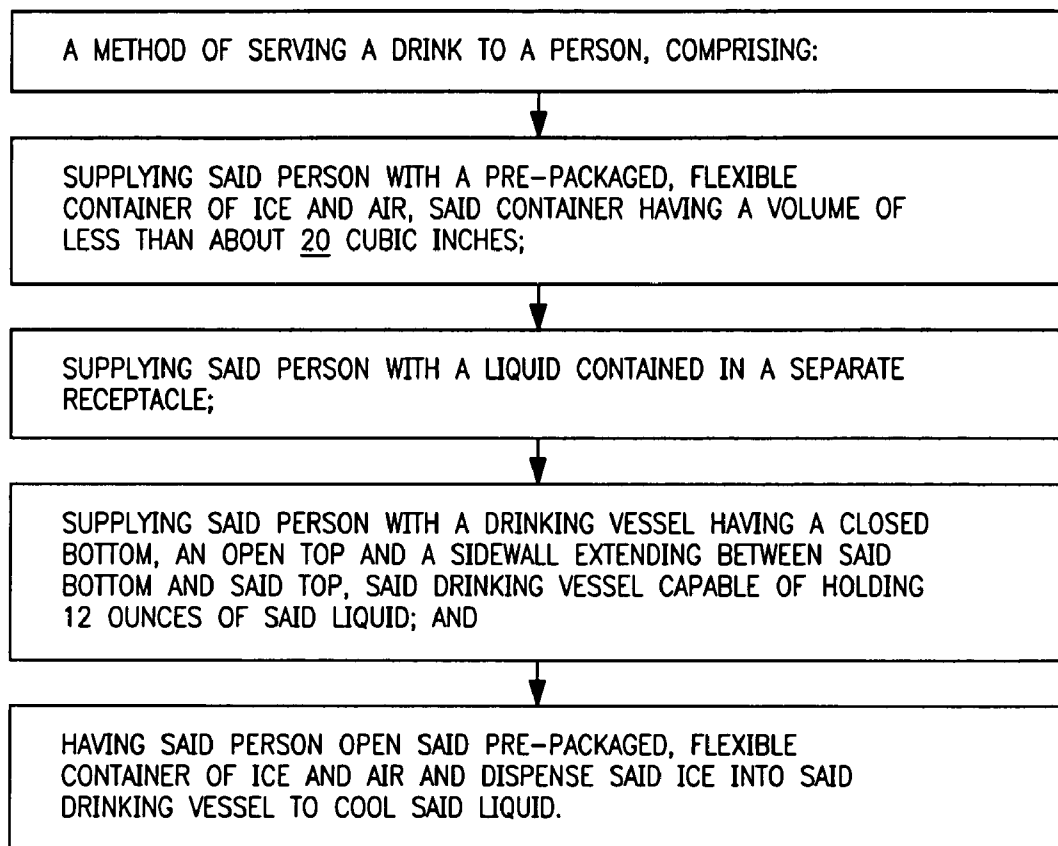 A METHOD OF SERVING A DRINK TO A PERSON, COMPRISING:
SUPPLYING SAID PERSON WITH A PRE-PACKAGED, FLEXIBLE
CONTAINER OF ICE AND AIR, SAID CONTAINER HAVING A VOLUME OF
LESS THAN ABOUT 20 CUBIC INCHES;
SUPPLYING SAID PERSON WITH A LIQUID CONTAINED IN A SEPARATE
RECEPTACLE;
SUPPLYING SAID PERSON WITH A DRINKING VESSEL HAVING A CLOSED
BOTTOM, AN OPEN TOP AND A SIDEWALL EXTENDING BETWEEN SAID
BOTTOM AND SAID TOP, SAID DRINKING VESSEL CAPABLE OF HOLDING
12 OUNCES OF SAID LIQUID; AND
HAVING SAID PERSON OPEN SAID PRE-PACKAGED, FLEXIBLE
CONTAINER OF ICE AND AIR AND DISPENSE SAID ICE INTO SAID
DRINKING VESSEL TO COOL SAID LIQUID.